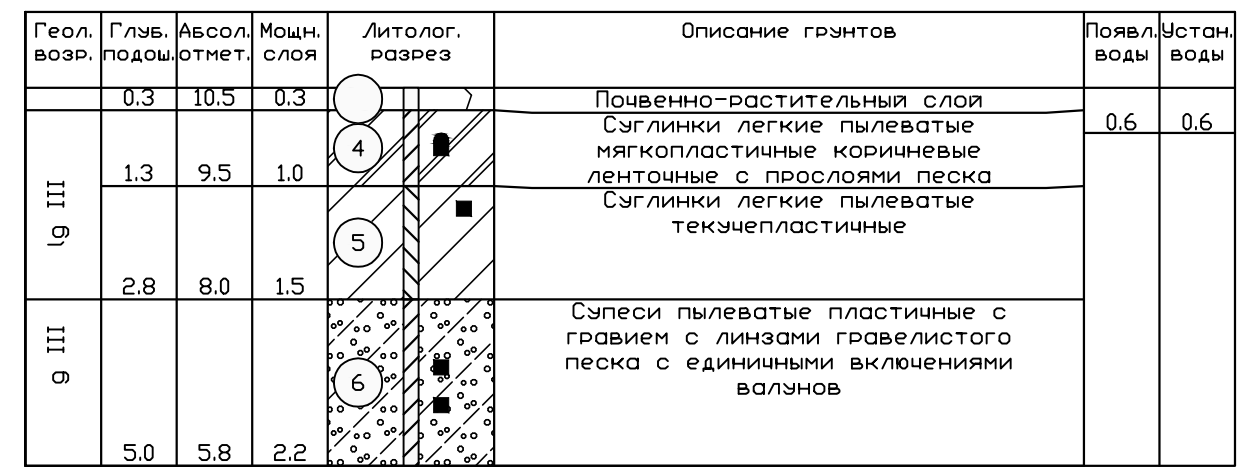 Геол. Глуб. Абсол. Мощн. Литолог. Описание грунтов Появл. Устан.
возр. подош. отмет. слоя разрез воды воды
0.3 10.5 0.3 Почвенно-растительный слой
Суглинки легкие пылеватые 0.6 0.6
4 мягкопластичные коричневые
1.3 9.5 1.0 ленточные с прослоями песка
lg III
Суглинки легкие пылеватые
текучепластичные
5
2.8 8.0 1.5
Супеси пылеватые пластичные с
гравием с линзами гравелистого
g III
песка с единичными включениями
6 валунов
5.0 5.8 2.2